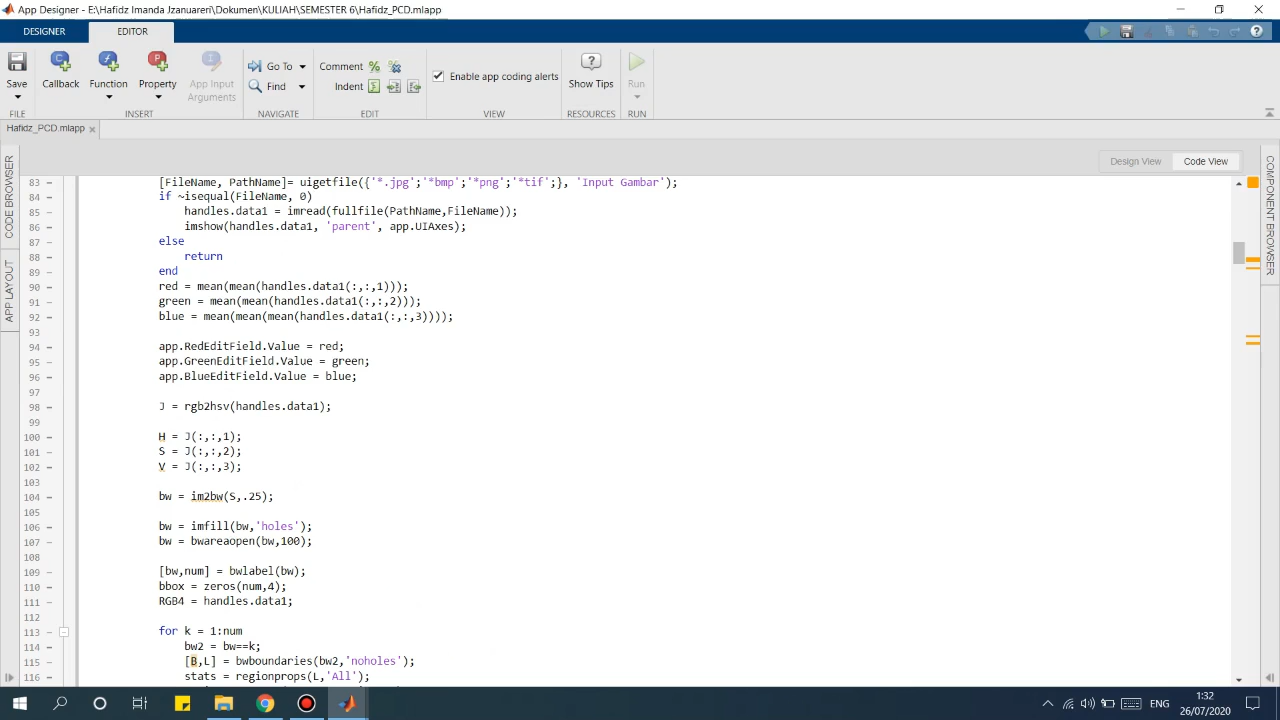 App Designer - E:\Hafidz Imanda Jzanuareri\Dokumen\KULIAH\SEMESTER 6\Hafidz_PCD.mlapp
DESIGNER
EDITOR
Save
Callback
Function
Property
App Input
Arguments
Go To
Find
Comment
Indent
Enable app coding alerts
Show Tips
Run
FILE
INSERT
NAVIGATE
EDIT
VIEW
RESOURCES
RUN
Hafidz_PCD.mlapp
Design View
Code View
CODE BROWSER
APP LAYOUT
COMPONENT BROWSER
83 [FileName, PathName]= uigetfile({'*.jpg';'*bmp';'*png';'*tif';}, 'Input Gambar');
84 if ~isequal(FileName, 0)
85 handles.data1 = imread(fullfile(PathName,FileName));
86 imshow(handles.data1, 'parent', app.UIAxes);
87 else
88 return
89 end
90 red = mean(mean(handles.data1(:,:,1)));
91 green = mean(mean(handles.data1(:,:,2)));
92 blue = mean(mean(mean(handles.data1(:,:,3))));
93
94 app.RedEditField.Value = red;
95 app.GreenEditField.Value = green;
96 app.BlueEditField.Value = blue;
97
98 J = rgb2hsv(handles.data1);
99
100 H = J(:,:,1);
101 S = J(:,:,2);
102 V = J(:,:,3);
103
104 bw = im2bw(S,.25);
105
106 bw = imfill(bw,'holes');
107 bw = bwareaopen(bw,100);
108
109 [bw,num] = bwlabel(bw);
110 bbox = zeros(num,4);
111 RGB4 = handles.data1;
112
113 for k = 1:num
114 bw2 = bw==k;
115 [B,L] = bwboundaries(bw2,'noholes');
116 stats = regionprops(L,'All');
ENG
1:32
26/07/2020